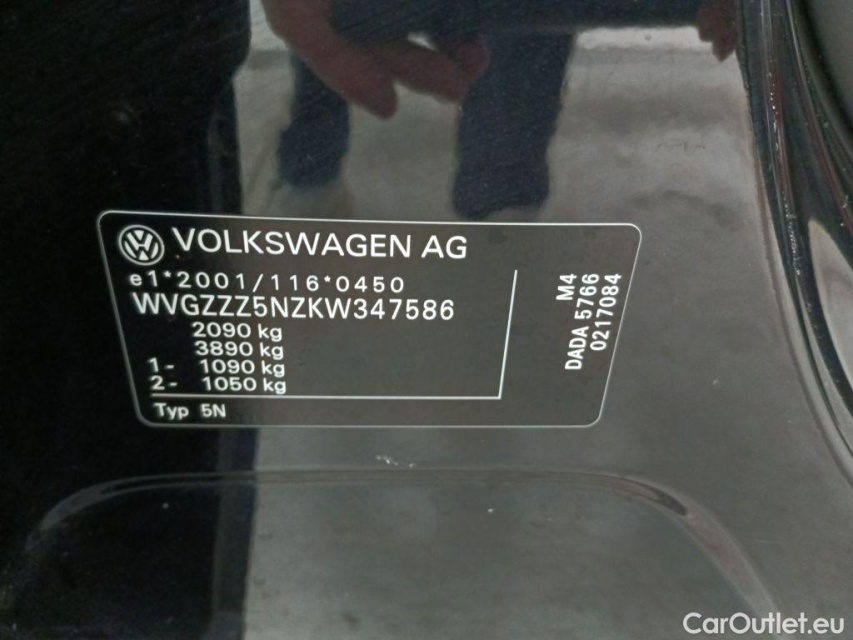 VOLKSWAGEN AG
e1*2001/116*0450
WVGZZZ5NZKW347586
2090 kg
3890 kg
1- 1090 kg
2- 1050 kg
Typ 5N
M4
DADA 5766
0217084
CarOutlet.eu